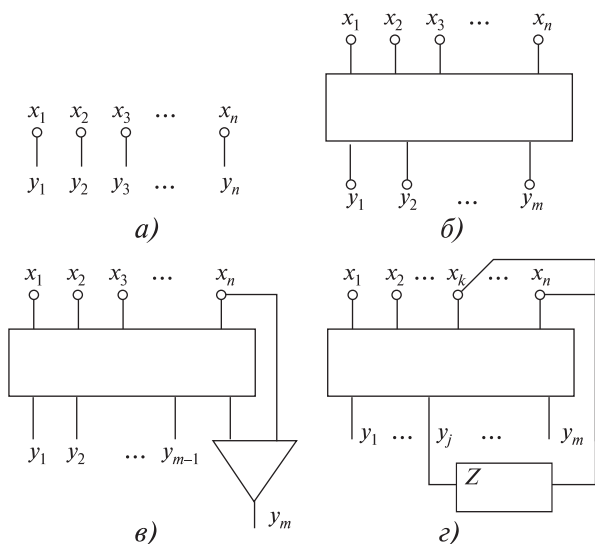 x1 x2 x3 ... xn
y1 y2 y3 ... yn
а)
x1 x2 x3 ... xn
y1 y2 ... ym
б)
x1 x2 x3 ... xn
y1 y2 ... ym–1
ym
в)
x1 x2 ... xk ... xn
y1 ... yj ... ym
Z
г)